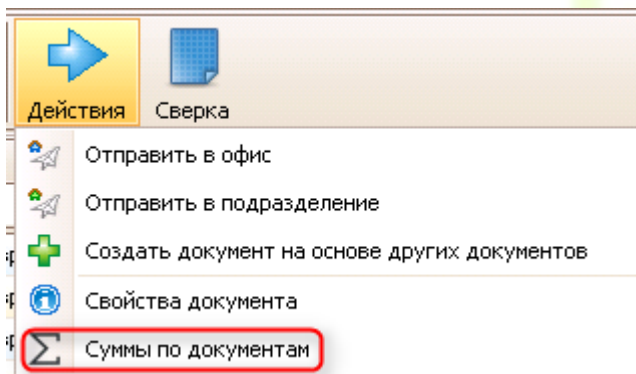 Действия Сверка
Отправить в офис
Отправить в подразделение
Создать документ на основе других документов
Свойства документа
Суммы по документам